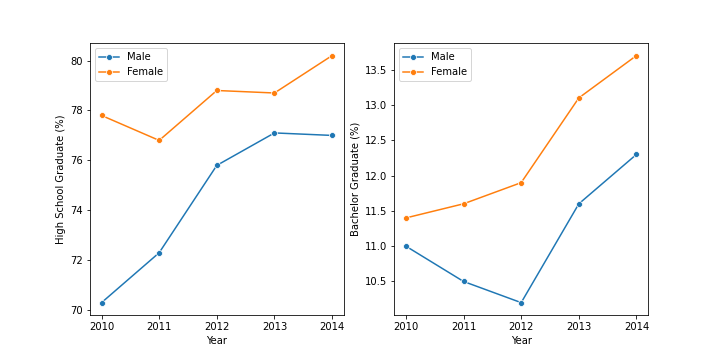 Male
Female
High School Graduate (%)
80
78
76
74
72
70
2010 2011 2012 2013 2014
Year
Male
Female
Bachelor Graduate (%)
13.5
13.0
12.5
12.0
11.5
11.0
10.5
2010 2011 2012 2013 2014
Year